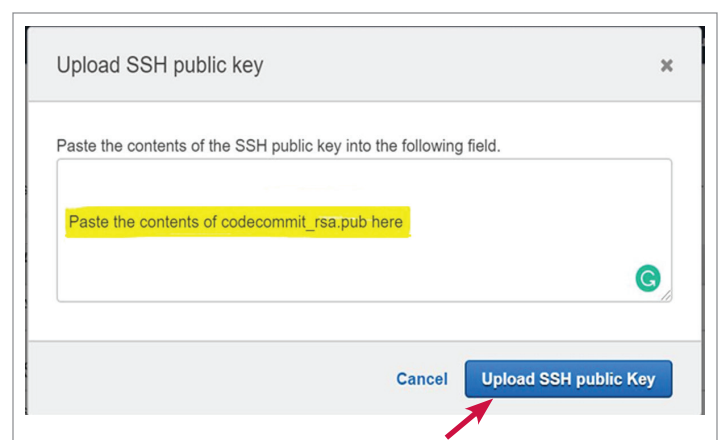 Upload SSH public key
Paste the contents of the SSH public key into the following field.
Paste the contents of codecommit_rsa.pub here
Cancel
Upload SSH public Key